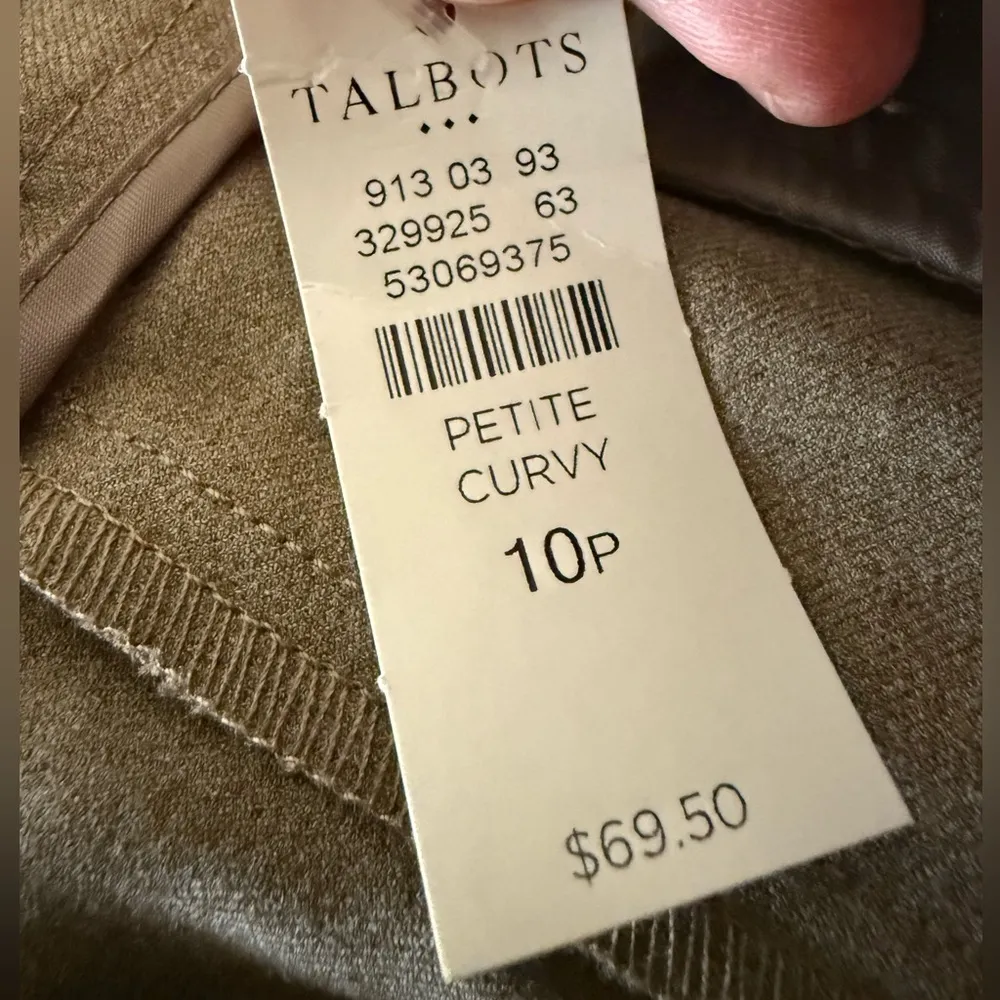 TALBOTS
913 03 93
329925 63
53069375
PETITE
CURVY
10P
$69.50